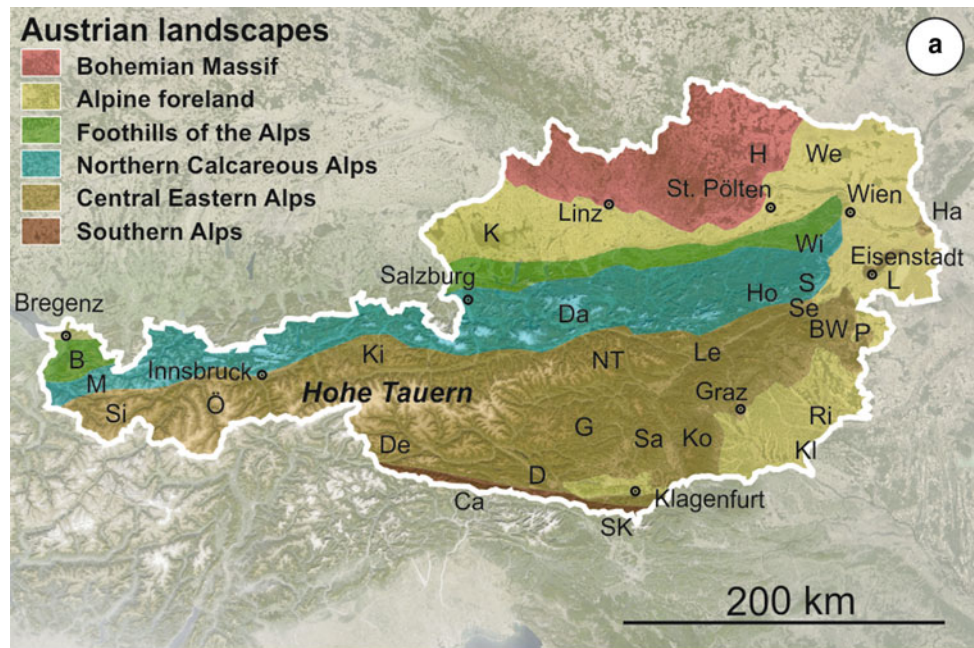 Austrian landscapes
Bohemian Massif
Alpine foreland
Foothills of the Alps
Northern Calcareous Alps
Central Eastern Alps
Southern Alps
a
H
We
St. Pölten
Linz
Wien
Ha
K
Wi
Eisenstadt
L
Salzburg
S
Ho
Se
Bregenz
Da
BW
P
B
M
Innsbruck
Ki
NT
Le
Si
Ö
Hohe Tauern
Graz
Ri
G
Sa
Ko
Kl
De
D
Ca
Klagenfurt
SK
200 km